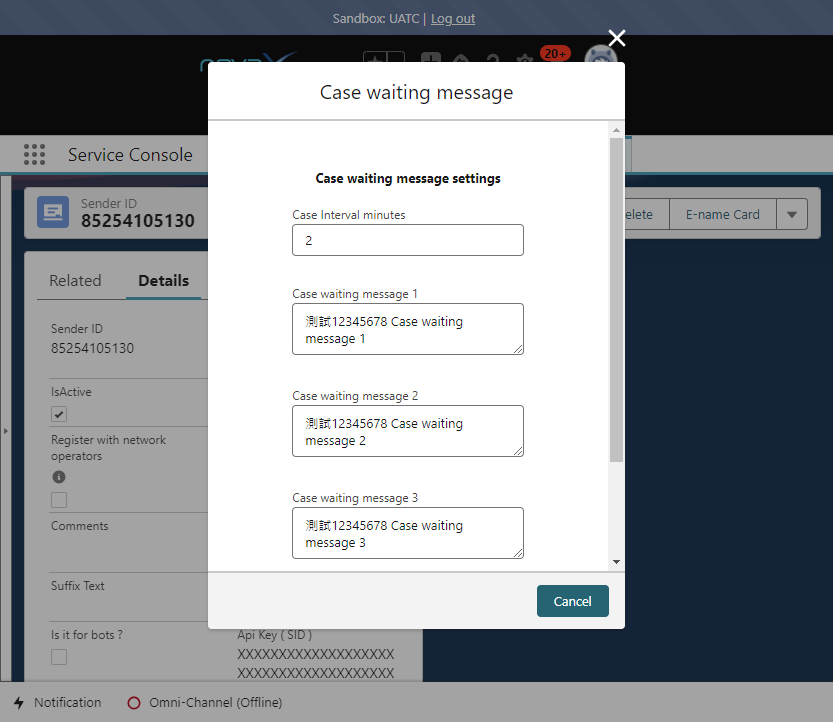 Sandbox: UATC | Log out
20+
Case waiting message
Service Console
Case waiting message settings
Sender ID
85254105130
elete
E-name Card
Case Interval minutes
2
Related
Details
Case waiting message 1
測試12345678 Case waiting
message 1
Sender ID
85254105130
IsActive
Case waiting message 2
測試12345678 Case waiting
message 2
Register with network
operators
Case waiting message 3
測試12345678 Case waiting
message 3
Comments
Suffix Text
Cancel
Is it for bots ?
Api Key ( SID )
XXXXXXXXXXXXXXXXXXX
XXXXXXXXXXXXXXXXXXX
Notification
Omni-Channel (Offline)